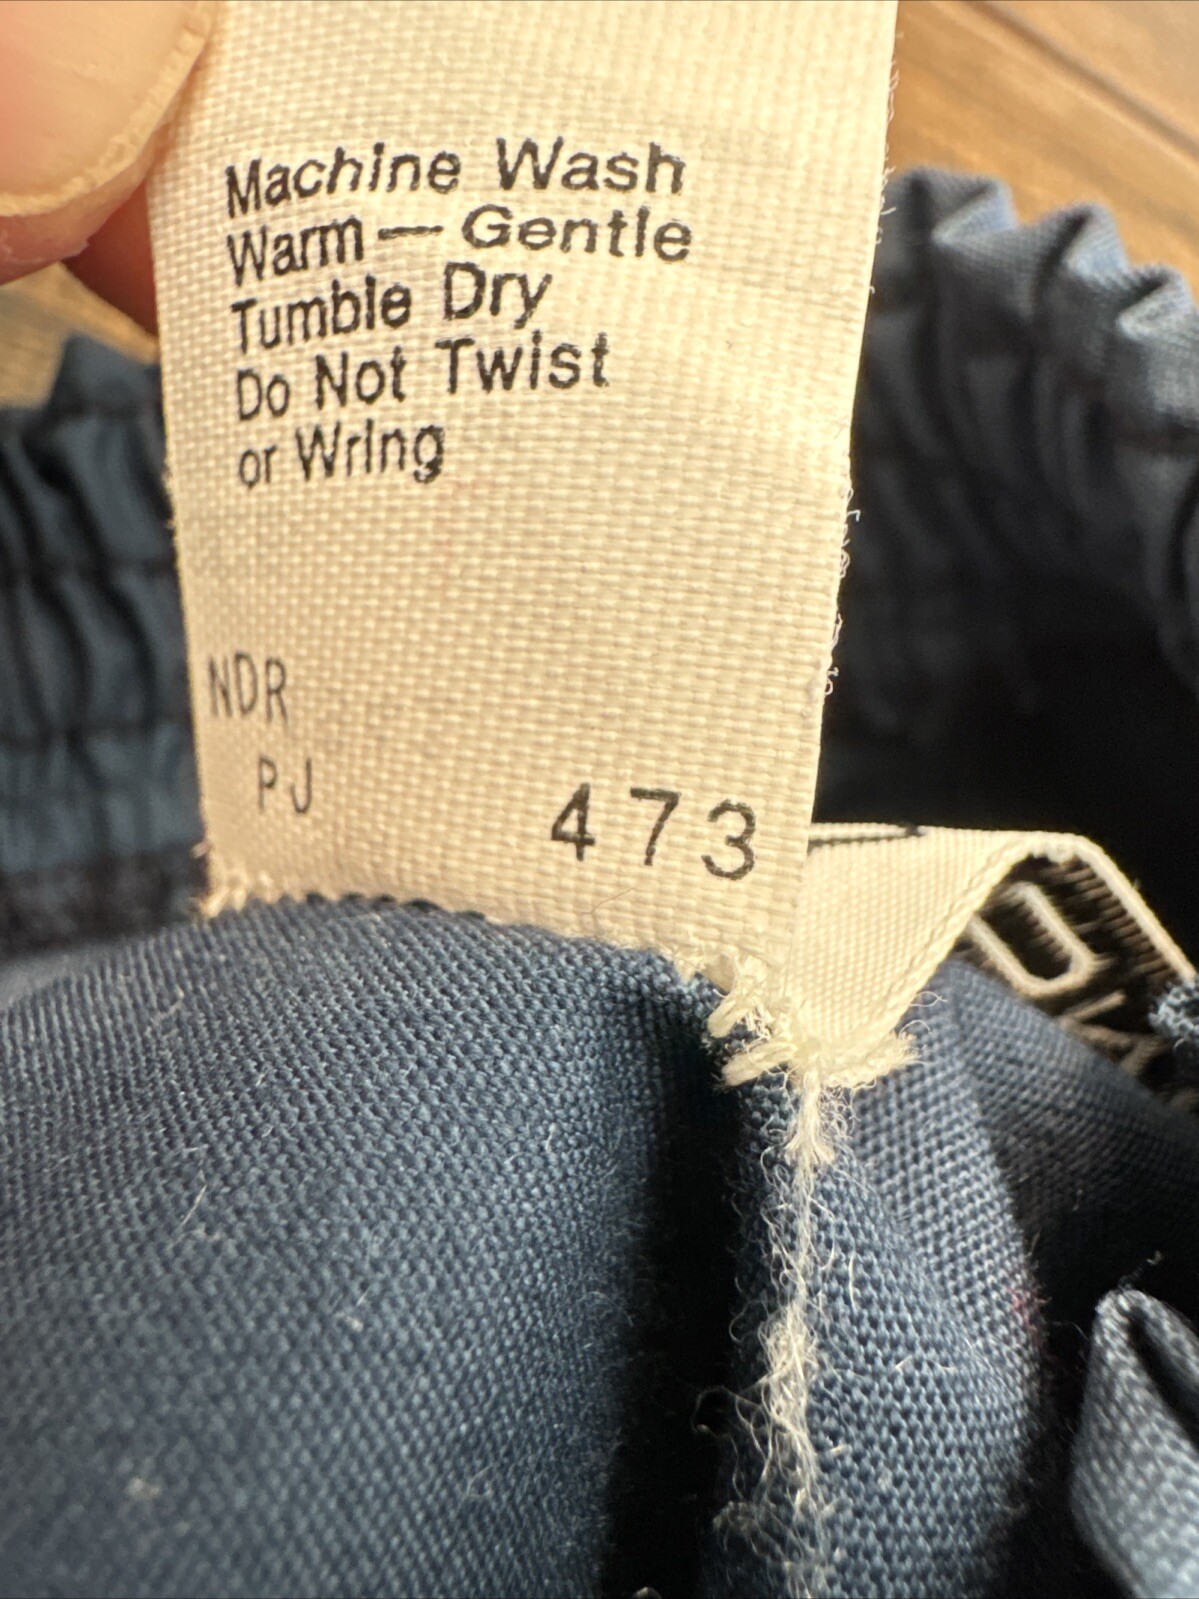 Machine Wash
Warm — Gentle
Tumble Dry
Do Not Twist
or Wring
NDR
PJ
473